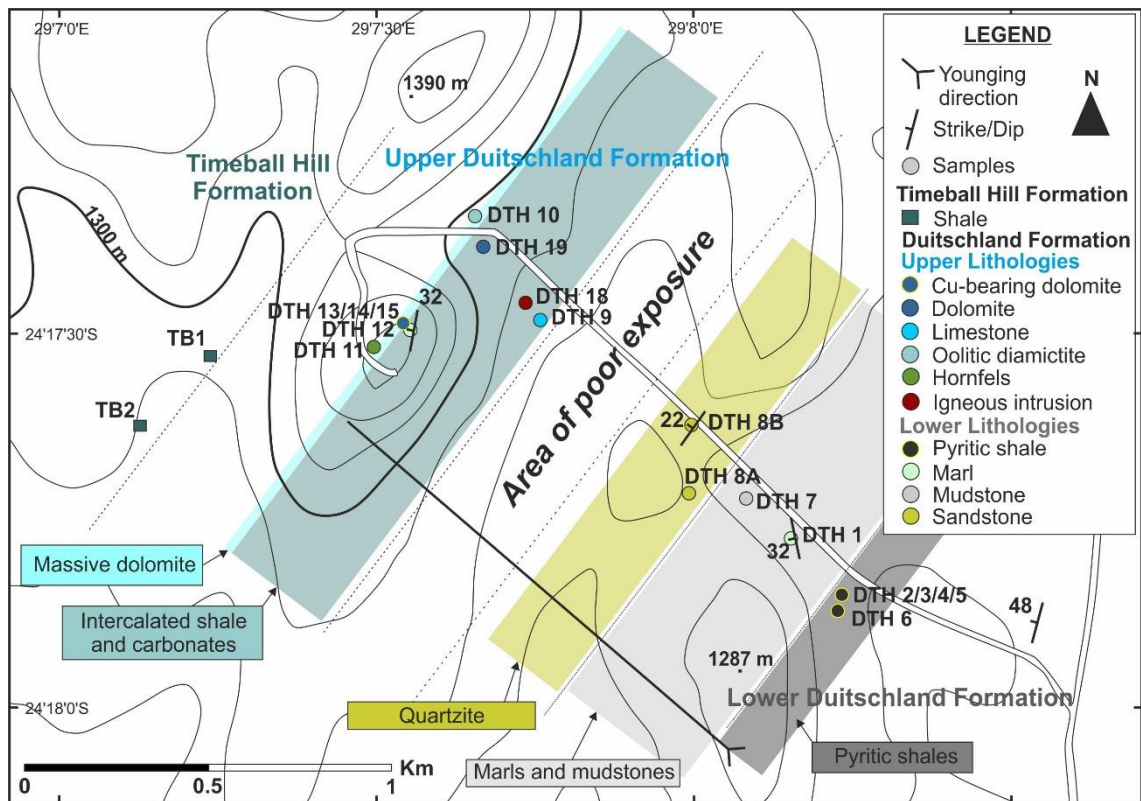 29'7'0"E
29'7'30"E
29'8'0"E
1390 m
Timeball Hill
Formation
Upper Duitschland Formation
1300 m
DTH 10
DTH 19
32
DTH 13/14/15
DTH 12
DTH 11
DTH 18
DTH 9
24'17'30"S
TB1
TB2
Area of poor exposure
22
DTH 8B
DTH 8A
DTH 7
DTH 1
32
DTH 2/3/4/5
DTH 6
48
1287 m
Lower Duitschland Formation
24'18'0"S
Massive dolomite
Intercalated shale
and carbonates
Quartzite
Marls and mudstones
Pyritic shales
0
0.5
1
Km
LEGEND
Younging
direction
N
Strike/Dip
Samples
Timeball Hill Formation
Shale
Duitschland Formation
Upper Lithologies
Cu-bearing dolomite
Dolomite
Limestone
Oolitic diamictite
Hornfels
Igneous intrusion
Lower Lithologies
Pyritic shale
Marl
Mudstone
Sandstone